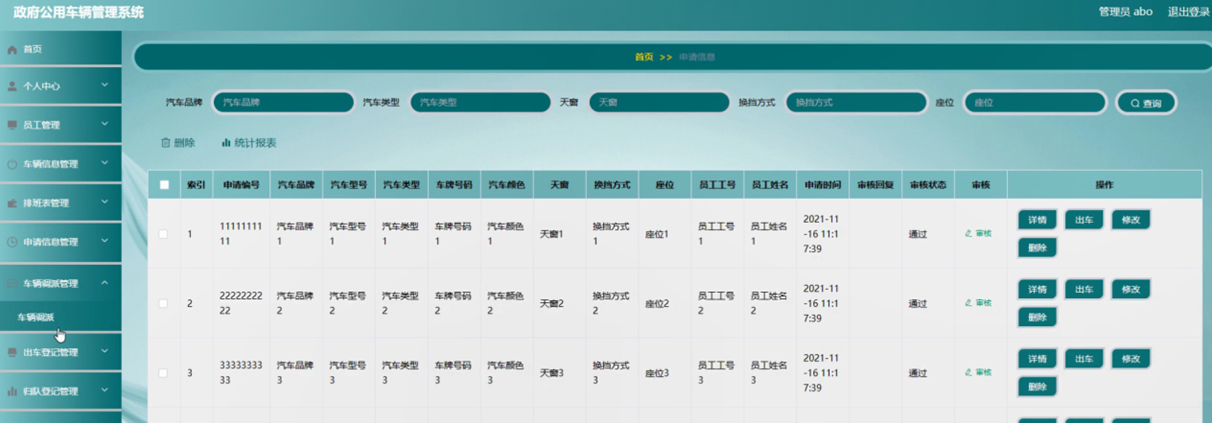 政府公用车辆管理系统
管理员 abo 退出登录
首页
个人中心
员工管理
车辆信息管理
排班表管理
申请信息管理
车辆调派管理
车辆调派
出车登记管理
归队登记管理
首页 >> 申请信息
汽车品牌 汽车品牌 汽车类型 汽车类型 天窗 天窗 换挡方式 换挡方式 座位 座位 查询
删除 统计报表
索引 申请编号 汽车品牌 汽车型号 汽车类型 车牌号码 汽车颜色 天窗 换挡方式 座位 员工工号 员工姓名 申请时间 审核回复 审核状态 审核 操作
1 11111111 汽车品牌 汽车型号 汽车类型 车牌号码 汽车颜色 天窗1 换挡方式 座位1 员工工号 员工姓名 2021-11 通过 审核 详情 出车 修改
11 1 1 1 1 1 1 1 1 -16 11:1 删除
7:39
2 22222222 汽车品牌 汽车型号 汽车类型 车牌号码 汽车颜色 天窗2 换挡方式 座位2 员工工号 员工姓名 2021-11 通过 审核 详情 出车 修改
22 2 2 2 2 2 2 2 2 -16 11:1 删除
7:39
3 33333333 汽车品牌 汽车型号 汽车类型 车牌号码 汽车颜色 天窗3 换挡方式 座位3 员工工号 员工姓名 2021-11 通过 审核 详情 出车 修改
33 3 3 3 3 3 3 3 3 -16 11:1 删除
7:39